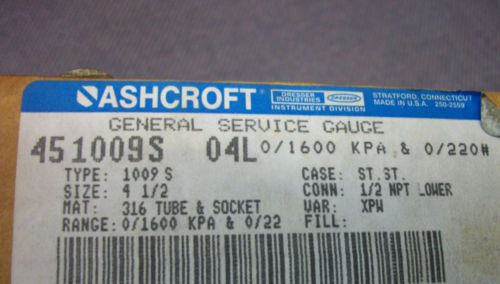 ASHCROFT®
DRESSER INDUSTRIES
INSTRUMENT DIVISION
DRESSER
STRATFORD, CONNECTICUT
MADE IN U.S.A. 250-2559
GENERAL SERVICE GAUGE
451009S 04L 0/1600 KPA & 0/220#
TYPE: 1009 S CASE: ST.ST.
SIZE: 4 1/2 CONN: 1/2 NPT LOWER
MAT: 316 TUBE & SOCKET VAR: XPW
RANGE: 0/1600 KPA & 0/22 FILL: